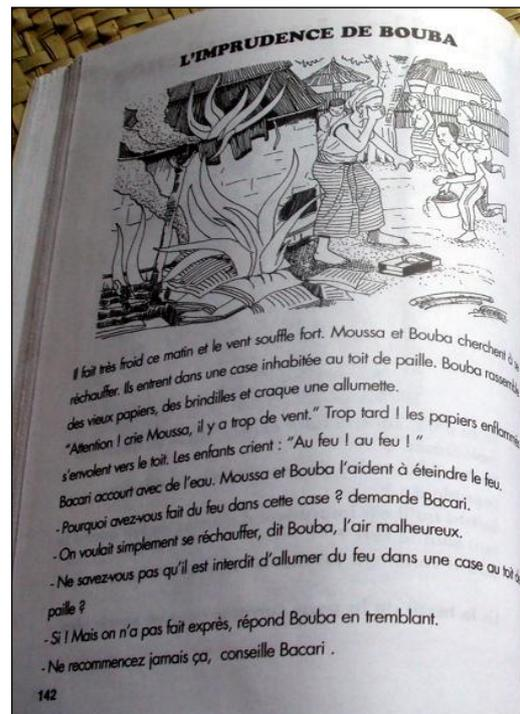 L'IMPRUDENCE DE BOUBA
Il fait très froid ce matin et le vent souffle fort. Moussa et Bouba cherchent à se
réchauffer. Ils entrent dans une case inhabitée au toit de paille. Bouba rassemble
des vieux papiers, des brindilles et craque une allumette.
"Attention ! crie Moussa, il y a trop de vent." Trop tard ! les papiers enflammés
s'envolent vers le toit. Les enfants crient : "Au feu ! au feu ! "
Bacari accourt avec de l'eau. Moussa et Bouba l'aident à éteindre le feu.
- Pourquoi avez-vous fait du feu dans cette case ? demande Bacari.
- On voulait simplement se réchauffer, dit Bouba, l'air malheureux.
- Ne savez-vous pas qu'il est interdit d'allumer du feu dans une case au toit de
paille ?
- Si ! Mais on n'a pas fait exprès, répond Bouba en tremblant.
- Ne recommencez jamais ça, conseille Bacari .
142